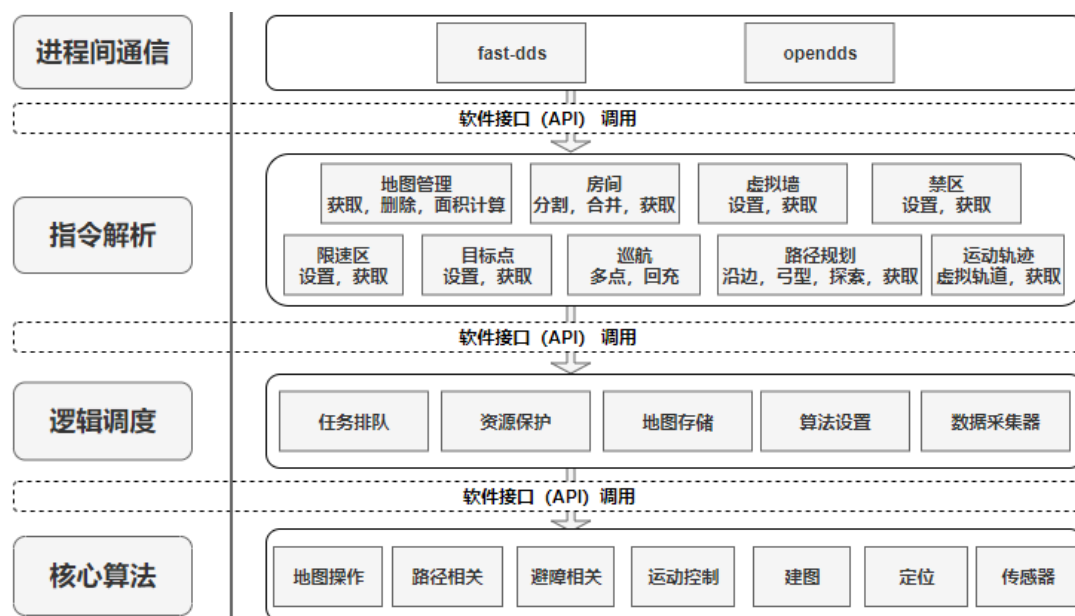 进程间通信
fast-dds
opendds
软件接口（API） 调用
指令解析
地图管理
获取，删除，面积计算
房间
分割，合并，获取
虚拟墙
设置，获取
禁区
设置，获取
限速区
设置，获取
目标点
设置，获取
巡航
多点，回充
路径规划
沿边，弓型，探索，获取
运动轨迹
虚拟轨道，获取
软件接口（API） 调用
逻辑调度
任务排队
资源保护
地图存储
算法设置
数据采集器
软件接口（API）调用
核心算法
地图操作
路径相关
避障相关
运动控制
建图
定位
传感器